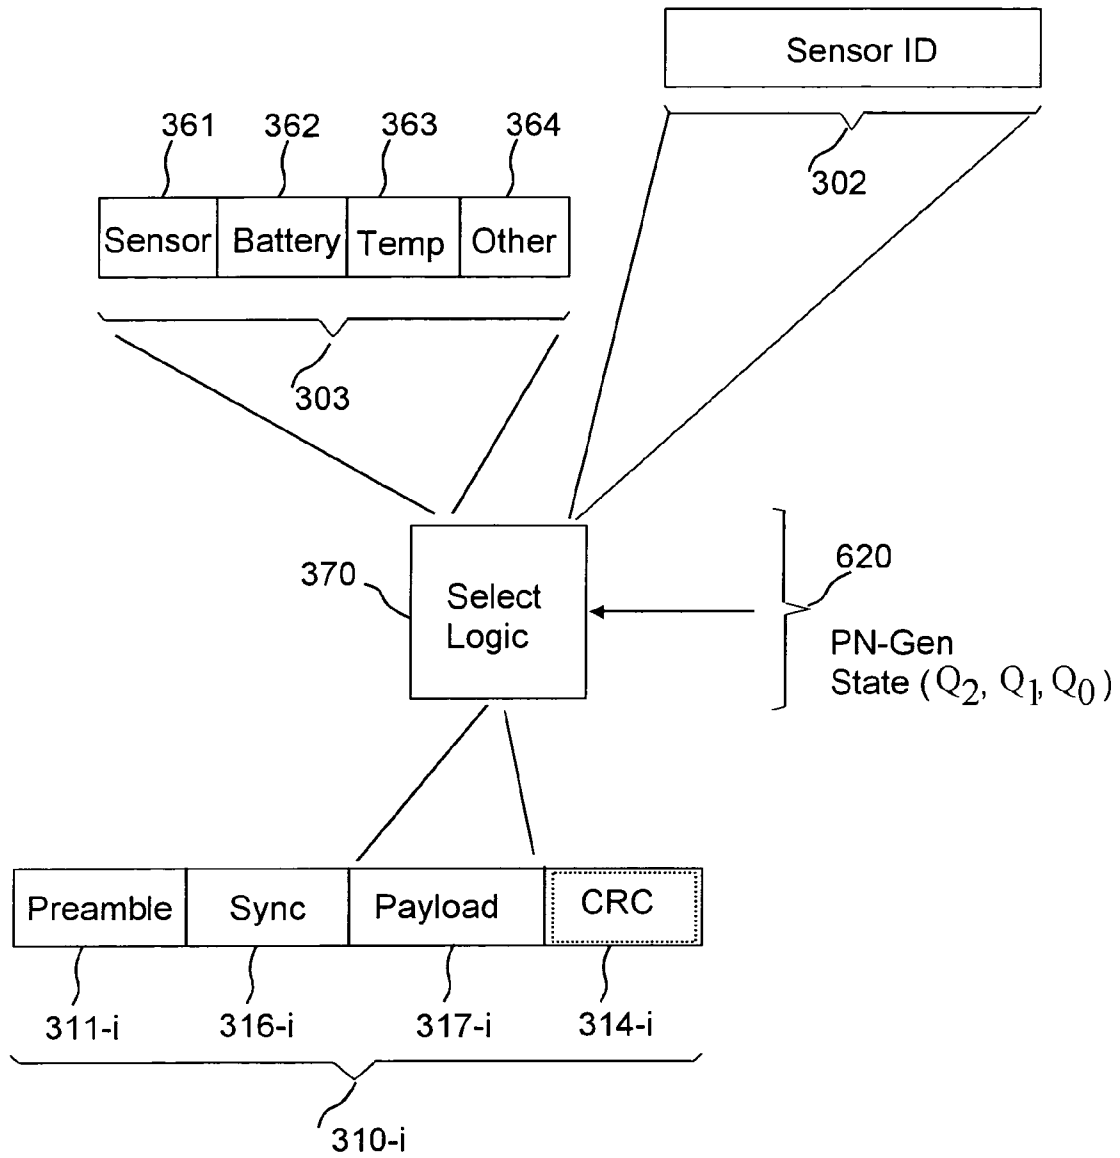 Sensor ID
361 362 363 364
302
Sensor Battery Temp Other
303
620
370
Select
Logic
PN-Gen
State (Q2, Q1, Q0)
Preamble Sync Payload CRC
311-i 316-i 317-i 314-i
310-i